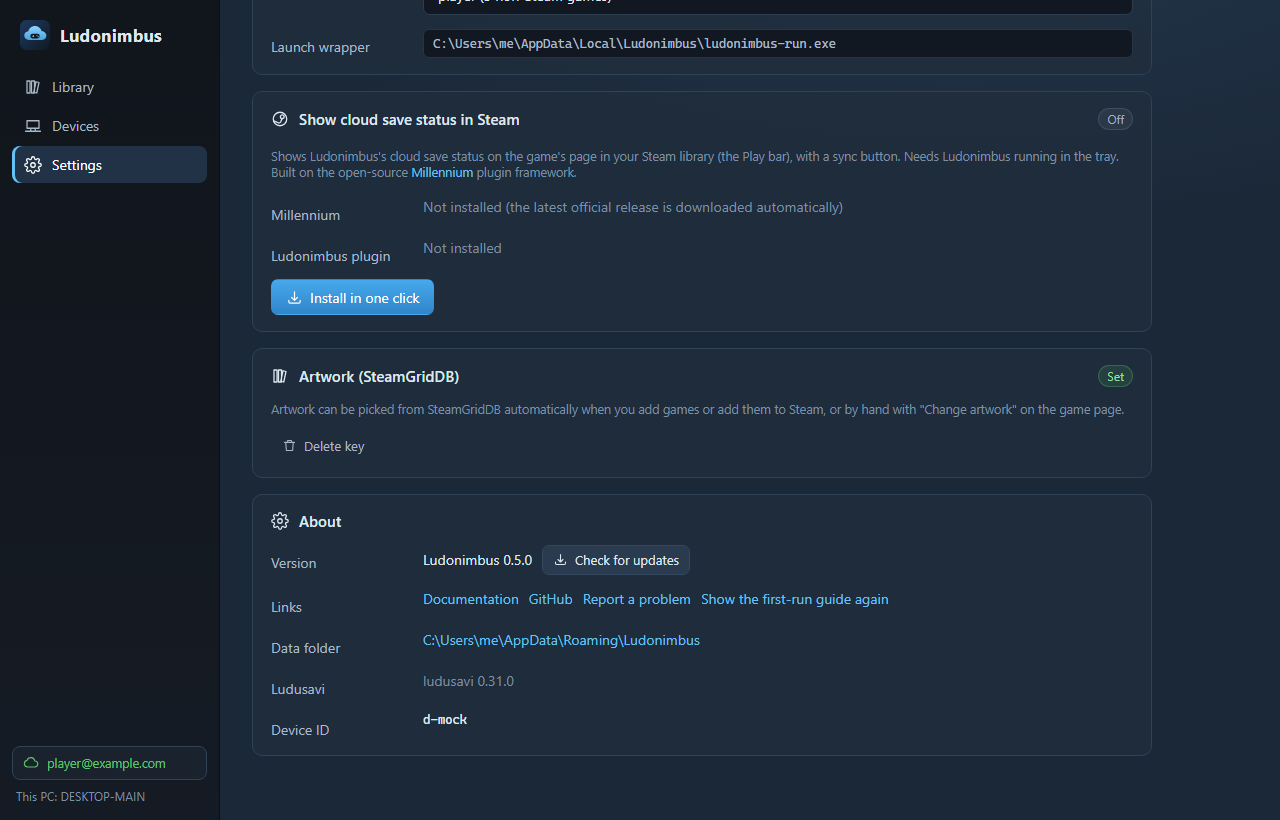 Ludonimbus
Library
Devices
Settings
player@example.com
This PC: DESKTOP-MAIN
Launch wrapper
C:\Users\me\AppData\Local\Ludonimbus\ludonimbus-run.exe
Show cloud save status in Steam
Off
Shows Ludonimbus's cloud save status on the game's page in your Steam library (the Play bar), with a sync button. Needs Ludonimbus running in the tray.
Built on the open-source Millennium plugin framework.
Millennium
Not installed (the latest official release is downloaded automatically)
Ludonimbus plugin
Not installed
Install in one click
Artwork (SteamGridDB)
Set
Artwork can be picked from SteamGridDB automatically when you add games or add them to Steam, or by hand with "Change artwork" on the game page.
Delete key
About
Version
Ludonimbus 0.5.0
Check for updates
Links
Documentation GitHub Report a problem Show the first-run guide again
Data folder
C:\Users\me\AppData\Roaming\Ludonimbus
Ludusavi
ludusavi 0.31.0
Device ID
d-mock